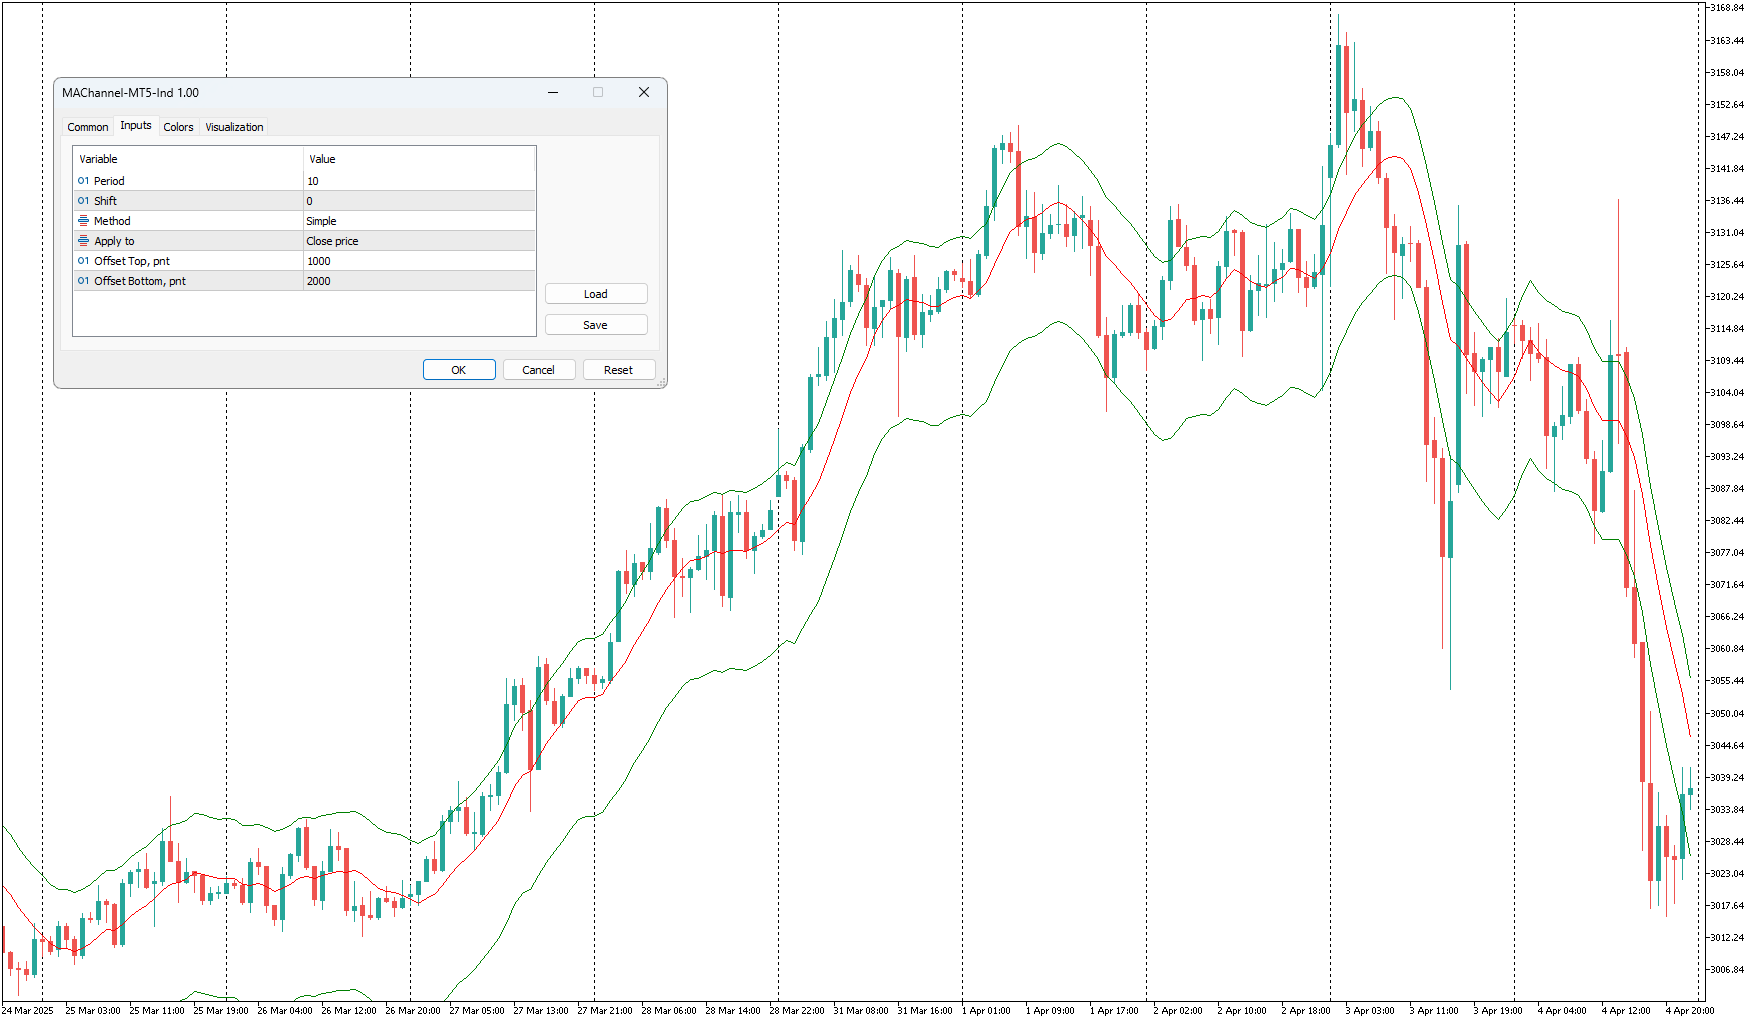 MAChannel-MT5-Ind 1.00
Common Inputs Colors Visualization
Variable Value
Period 10
Shift 0
Method Simple
Apply to Close price
Offset Top, pnt 1000
Offset Bottom, pnt 2000
Load
Save
OK Cancel Reset
3168.84
3163.44
3158.04
3152.64
3147.24
3141.84
3136.44
3131.04
3125.64
3120.24
3114.84
3109.44
3104.04
3098.64
3093.24
3087.84
3082.44
3077.04
3071.64
3066.24
3060.84
3055.44
3050.04
3044.64
3039.24
3033.84
3028.44
3023.04
3017.64
3012.24
3006.84
24 Mar 2025 25 Mar 03:00 25 Mar 11:00 25 Mar 19:00 26 Mar 04:00 26 Mar 12:00 26 Mar 20:00 27 Mar 05:00 27 Mar 13:00 27 Mar 21:00 28 Mar 06:00 28 Mar 14:00 28 Mar 22:00 31 Mar 08:00 31 Mar 16:00 1 Apr 01:00 1 Apr 09:00 1 Apr 17:00 2 Apr 02:00 2 Apr 10:00 2 Apr 18:00 3 Apr 03:00 3 Apr 11:00 3 Apr 19:00 4 Apr 04:00 4 Apr 12:00 4 Apr 20:00